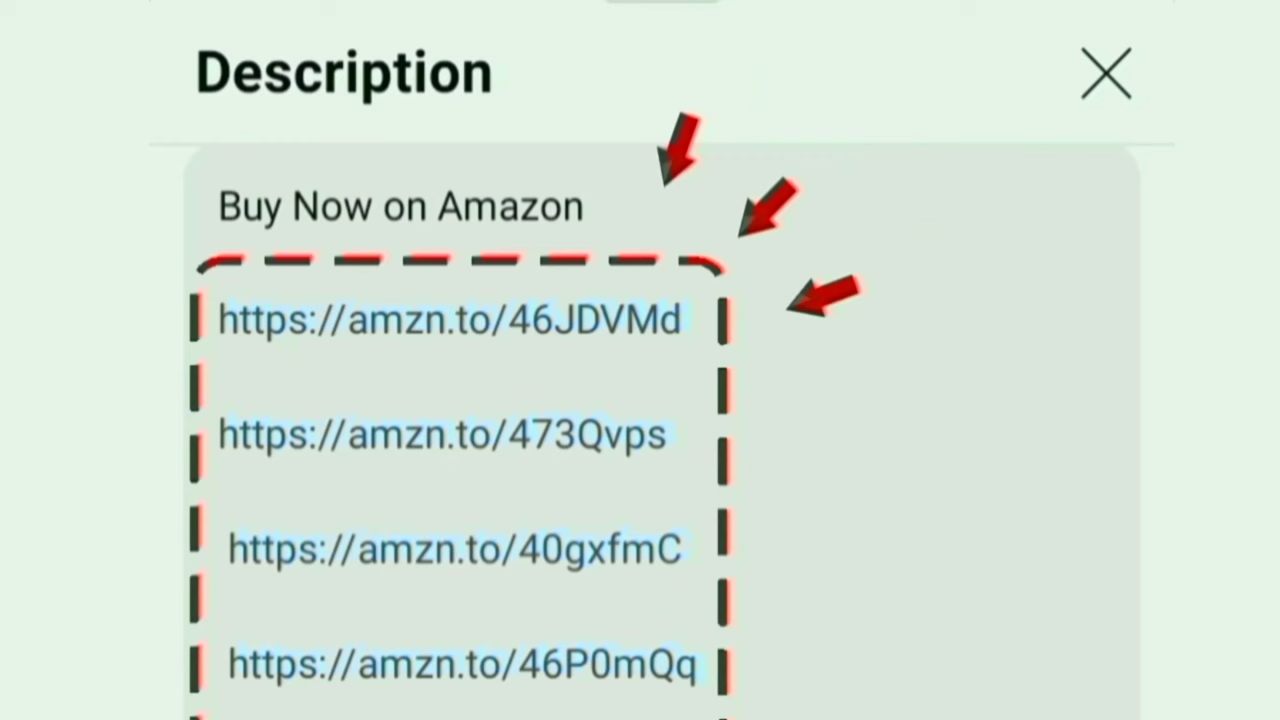 Description
Buy Now on Amazon
https://amzn.to/46JDVMd
https://amzn.to/473Qvps
https://amzn.to/40gxfmC
https://amzn.to/46P0mQq